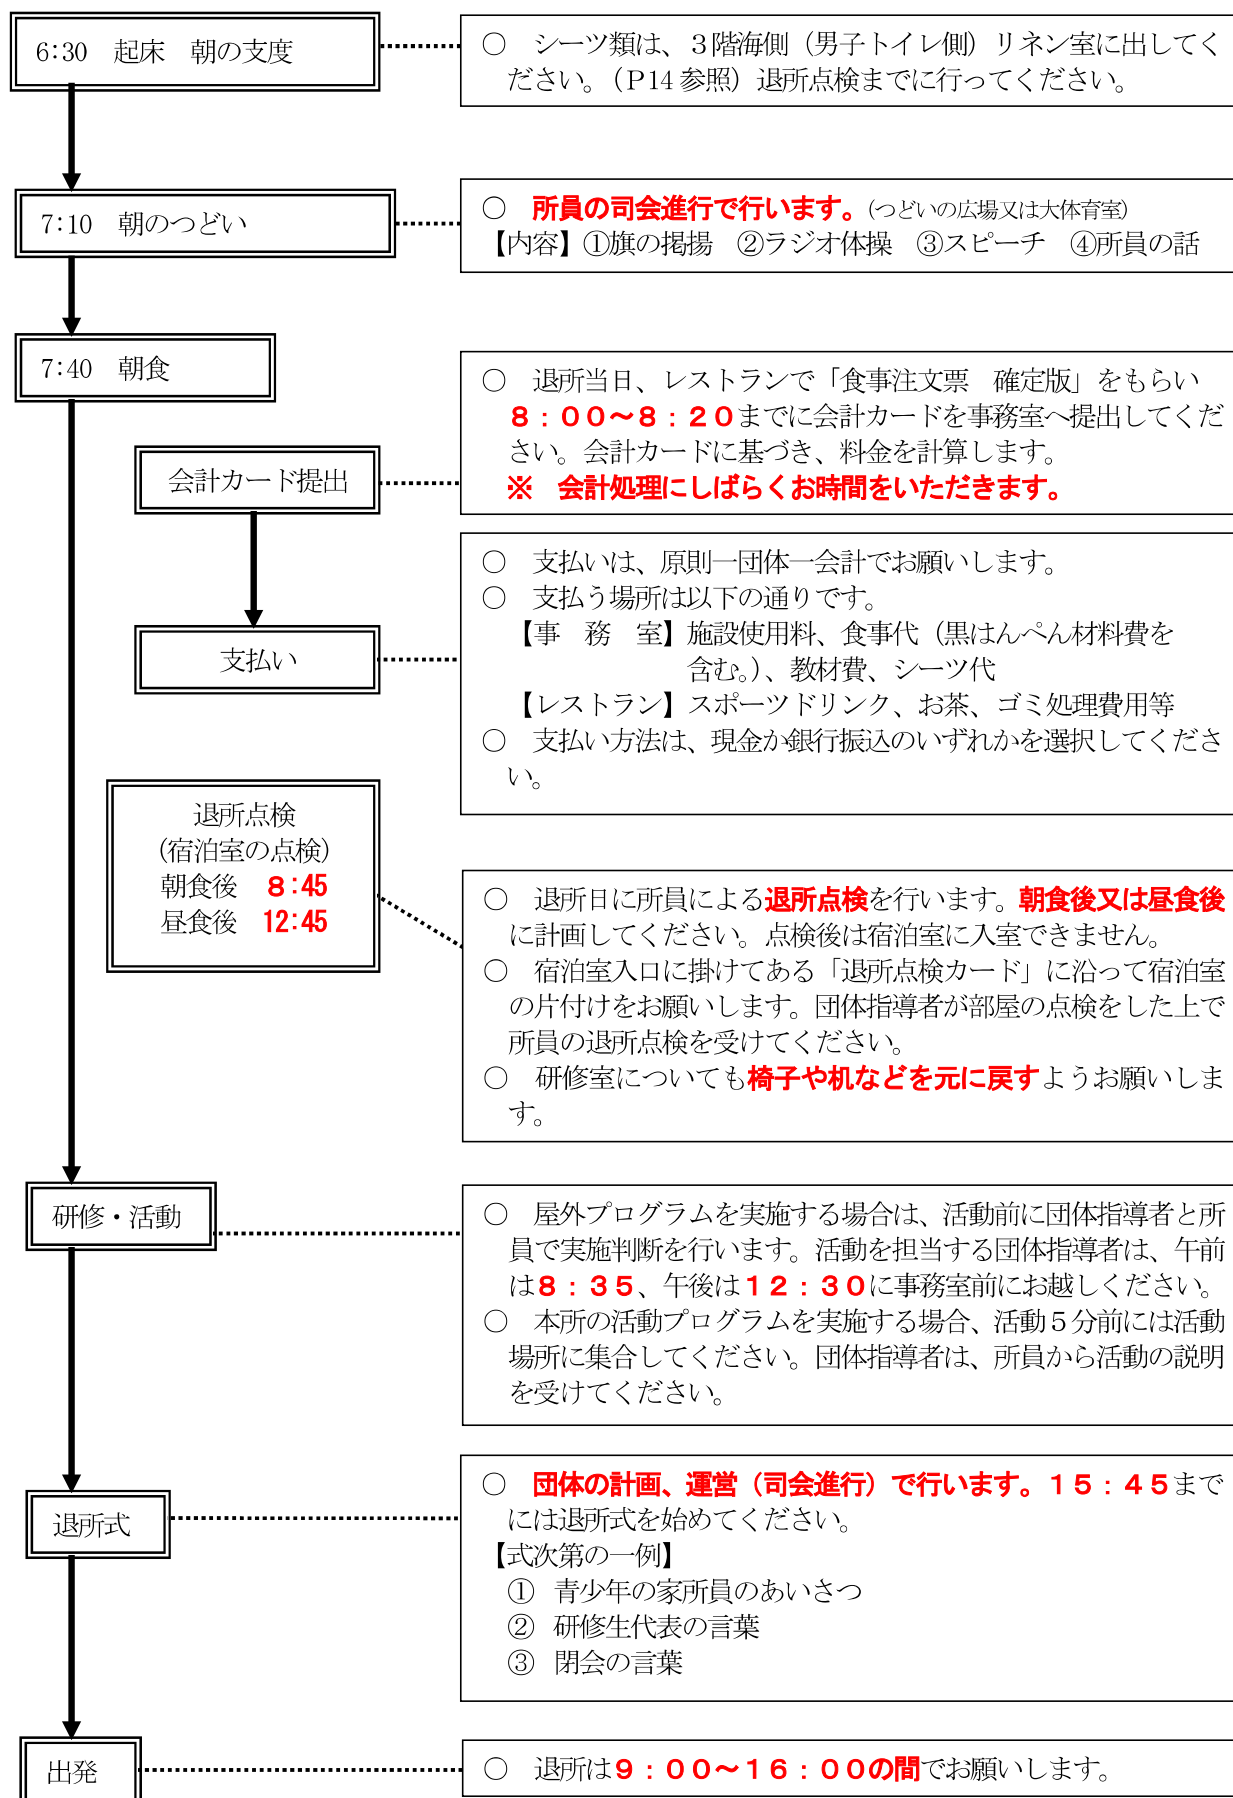 6:30　起床　朝の支度
○　シーツ類は、３階海側（男子トイレ側）リネン室に出してく
ださい。（P14 参照）退所点検までに行ってください。
7:10　朝のつどい
○　所員の司会進行で行います。(つどいの広場又は大体育室)
【内容】①旗の掲揚　②ラジオ体操　③スピーチ　④所員の話
7:40　朝食
○　退所当日、レストランで「食事注文票　確定版」をもらい
８：００～８：２０までに会計カードを事務室へ提出してくだ
さい。会計カードに基づき、料金を計算します。
※　会計処理にしばらくお時間をいただきます。
会計カード提出
○　支払いは、原則一団体一会計でお願いします。
○　支払う場所は以下の通りです。
【事　務　室】施設使用料、食事代（黒はんぺん材料費を
含む。）、教材費、シーツ代
【レストラン】スポーツドリンク、お茶、ゴミ処理費用等
○　支払い方法は、現金か銀行振込のいずれかを選択してくださ
い。
支払い
退所点検
（宿泊室の点検）
朝食後　8:45
昼食後　12:45
○　退所日に所員による退所点検を行います。朝食後又は昼食後
に計画してください。点検後は宿泊室に入室できません。
○　宿泊室入口に掛けてある「退所点検カード」に沿って宿泊室
の片付けをお願いします。団体指導者が部屋の点検をした上で
所員の退所点検を受けてください。
○　研修室についても椅子や机などを元に戻すようお願いしま
す。
研修・活動
○　屋外プログラムを実施する場合は、活動前に団体指導者と所
員で実施判断を行います。活動を担当する団体指導者は、午前
は８：３５、午後は１２：３０に事務室前にお越しください。
○　本所の活動プログラムを実施する場合、活動５分前には活動
場所に集合してください。団体指導者は、所員から活動の説明
を受けてください。
退所式
○　団体の計画、運営（司会進行）で行います。１５：４５まで
には退所式を始めてください。
【式次第の一例】
①　青少年の家所員のあいさつ
②　研修生代表の言葉
③　閉会の言葉
出発
○　退所は９：００～１６：００の間でお願いします。